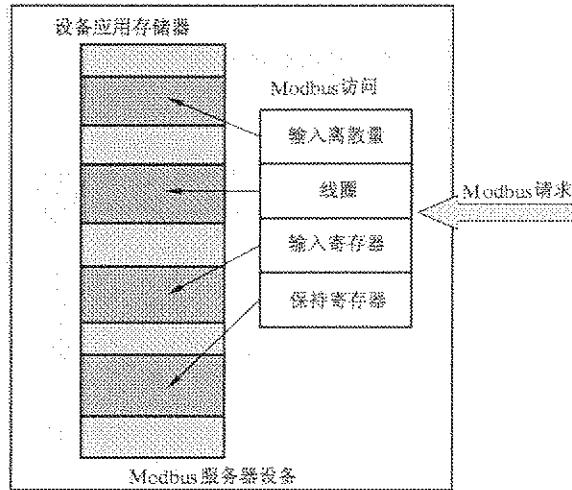 设备应用存储器
Modbus访问
输入离散量
线圈
Modbus请求
输入寄存器
保持寄存器
Modbus服务器设备